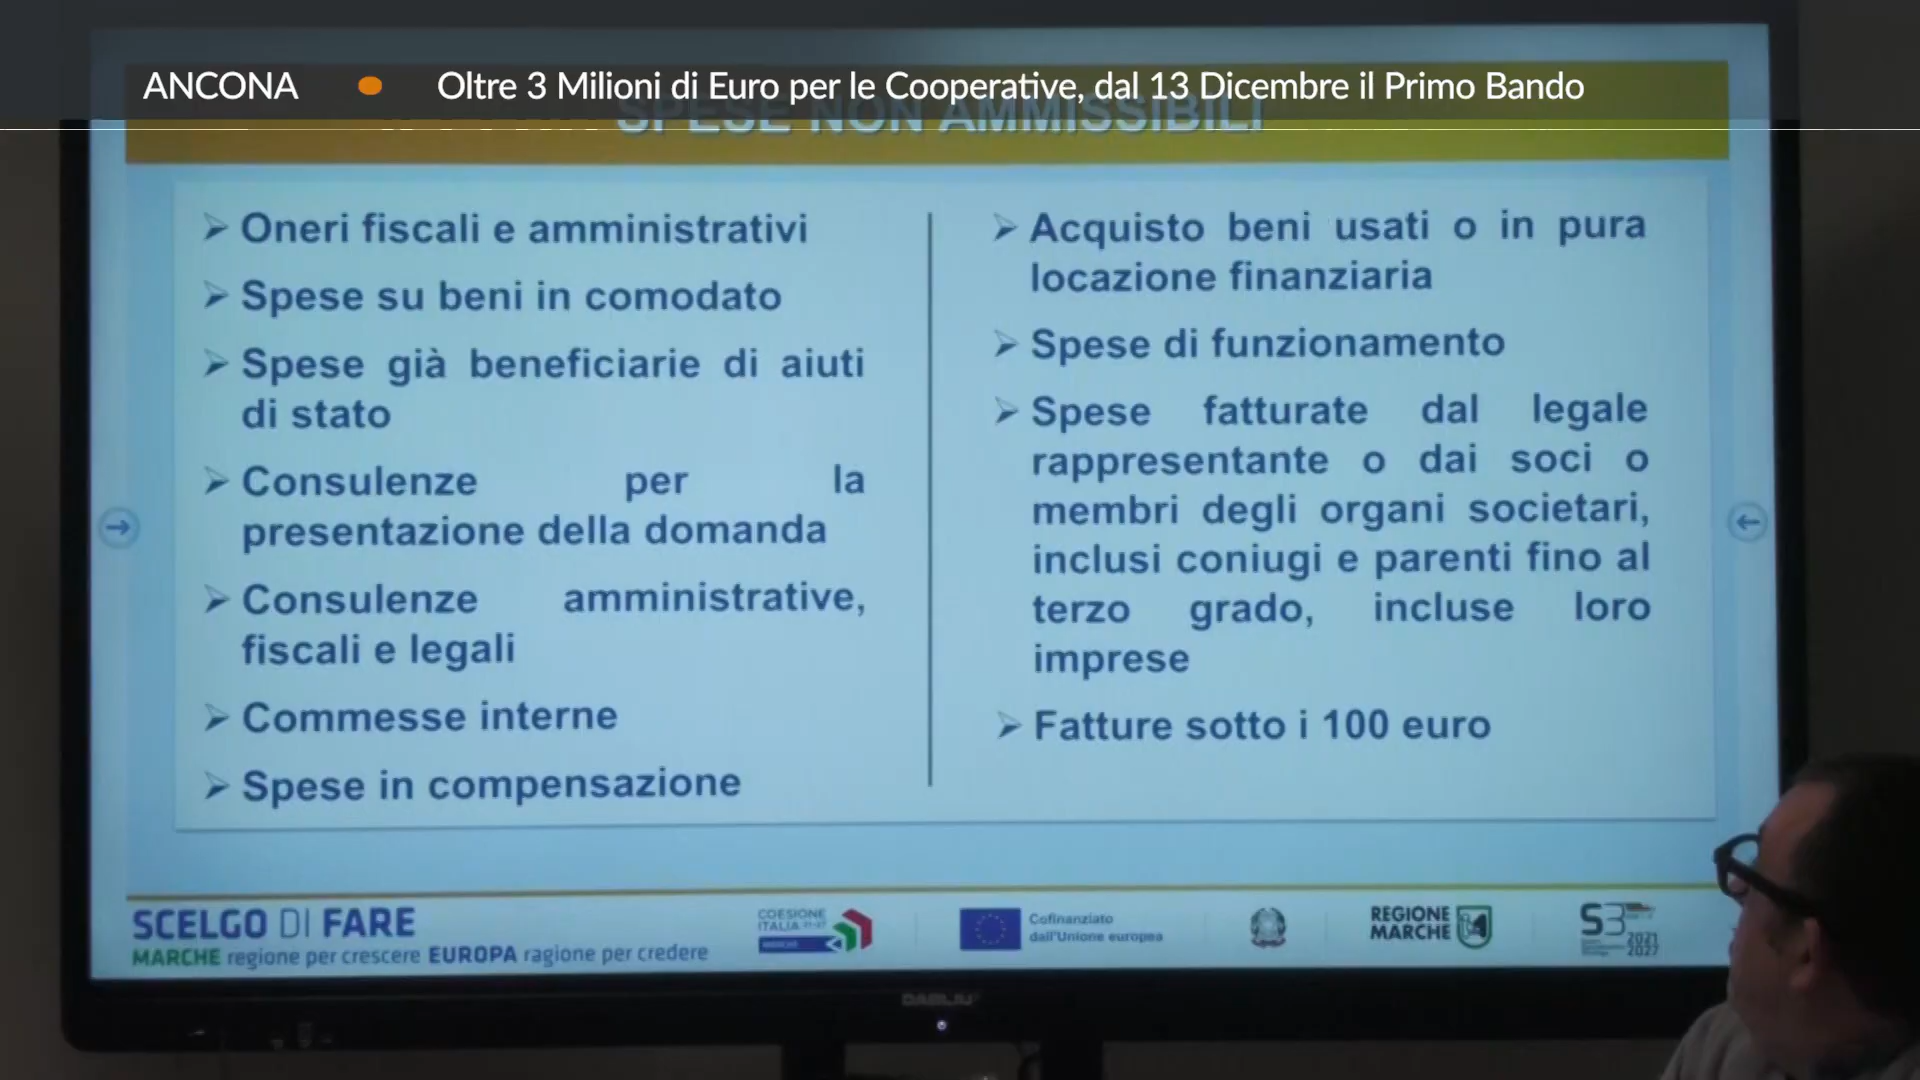 ANCONA Oltre 3 Milioni di Euro per le Cooperative, dal 13 Dicembre il Primo Bando
SPESE NON AMMISSIBILI
Oneri fiscali e amministrativi
Spese su beni in comodato
Spese già beneficiarie di aiuti
di stato
Consulenze per la
presentazione della domanda
Consulenze amministrative,
fiscali e legali
Commesse interne
Spese in compensazione
Acquisto beni usati o in pura
locazione finanziaria
Spese di funzionamento
Spese fatturate dal legale
rappresentante o dai soci o
membri degli organi societari,
inclusi coniugi e parenti fino al
terzo grado, incluse loro
imprese
Fatture sotto i 100 euro
SCELGO DI FARE
MARCHE regione per crescere EUROPA ragione per credere
COESIONE
ITALIA 21-27
MARCHE
Cofinanziato
dall'Unione europea
REGIONE
MARCHE
S3
2021
2027
DABLIU